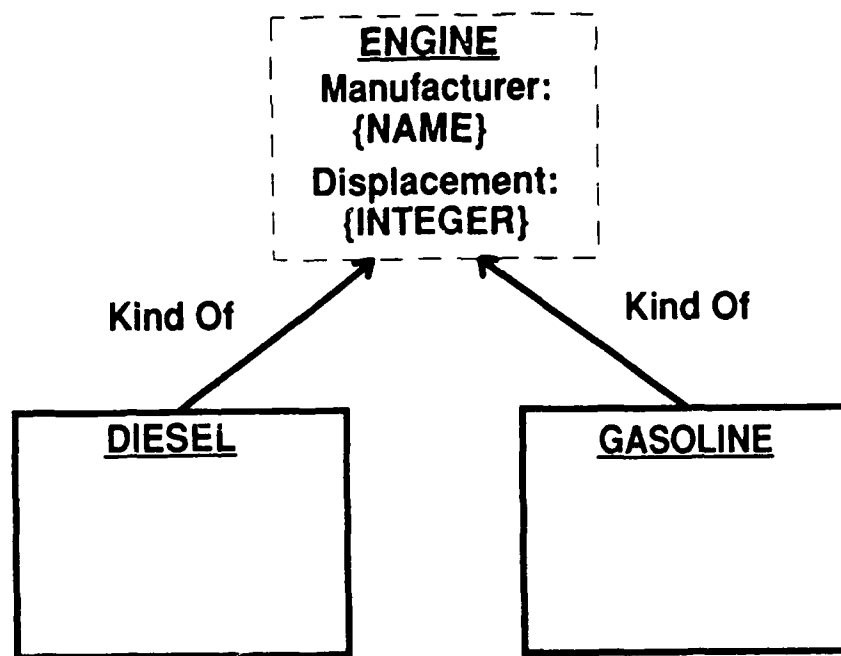 ENGINE
Manufacturer:
{NAME}
Displacement:
{INTEGER}
Kind Of
Kind Of
DIESEL
GASOLINE